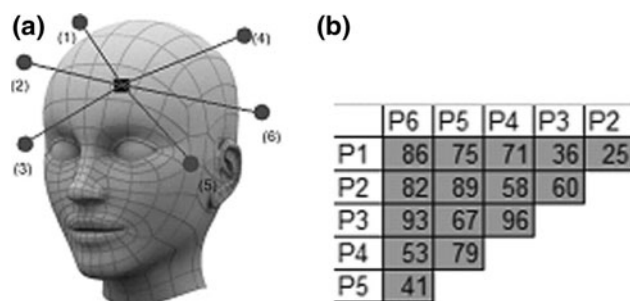 (a)
(1)
(4)
(2)
(6)
(3)
(5)
(b)
P6 P5 P4 P3 P2
P1 86 75 71 36 25
P2 82 89 58 60
P3 93 67 96
P4 53 79
P5 41